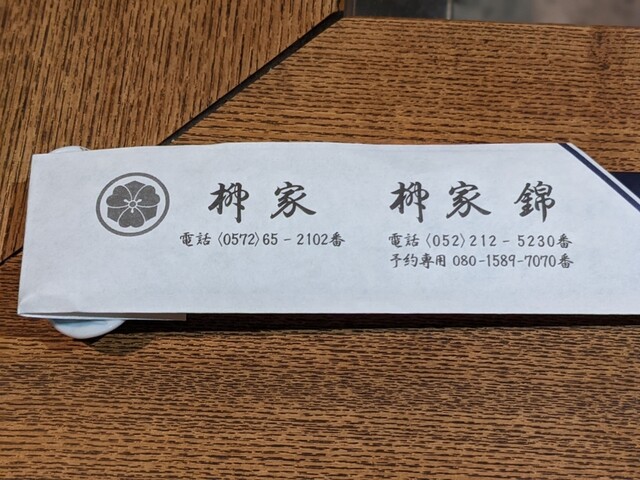 柳家
電話〈0572〉65-2102番
柳家 錦
電話〈052〉212-5230番
予約専用 080-1589-7070番